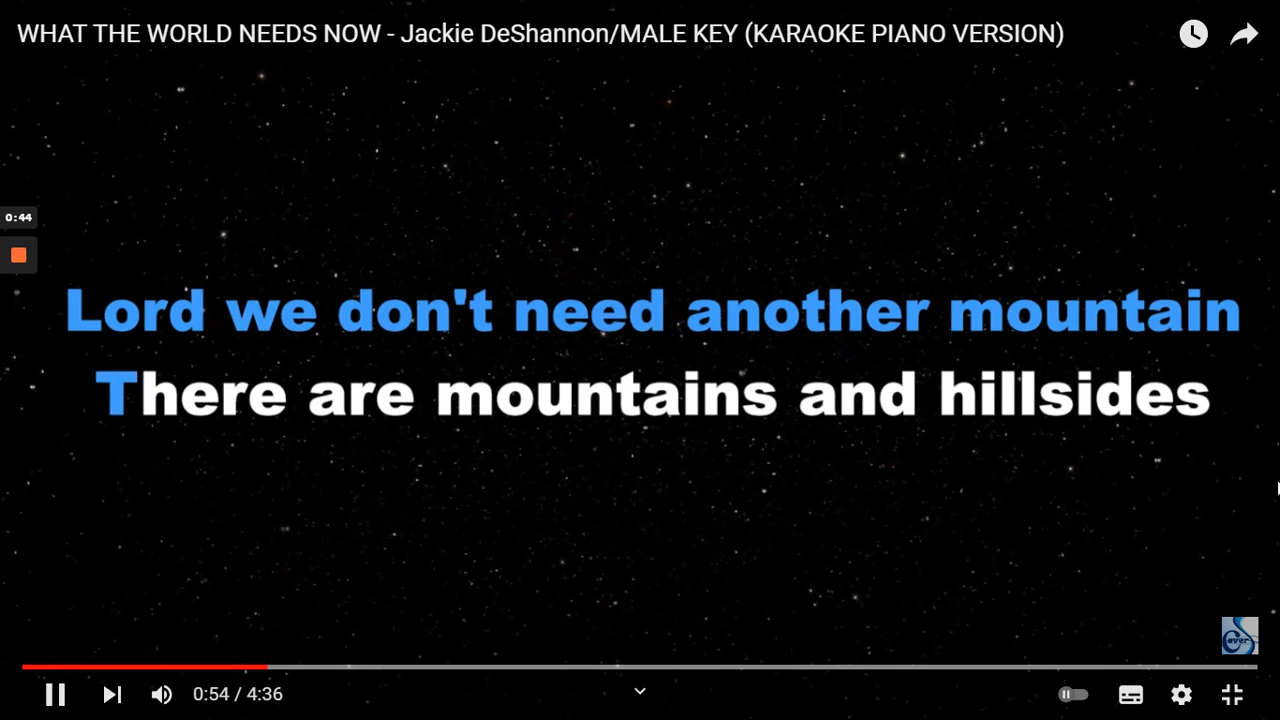 WHAT THE WORLD NEEDS NOW - Jackie DeShannon/MALE KEY (KARAOKE PIANO VERSION)
0:44
Lord we don't need another mountain
There are mountains and hillsides
Cover
0:54 / 4:36